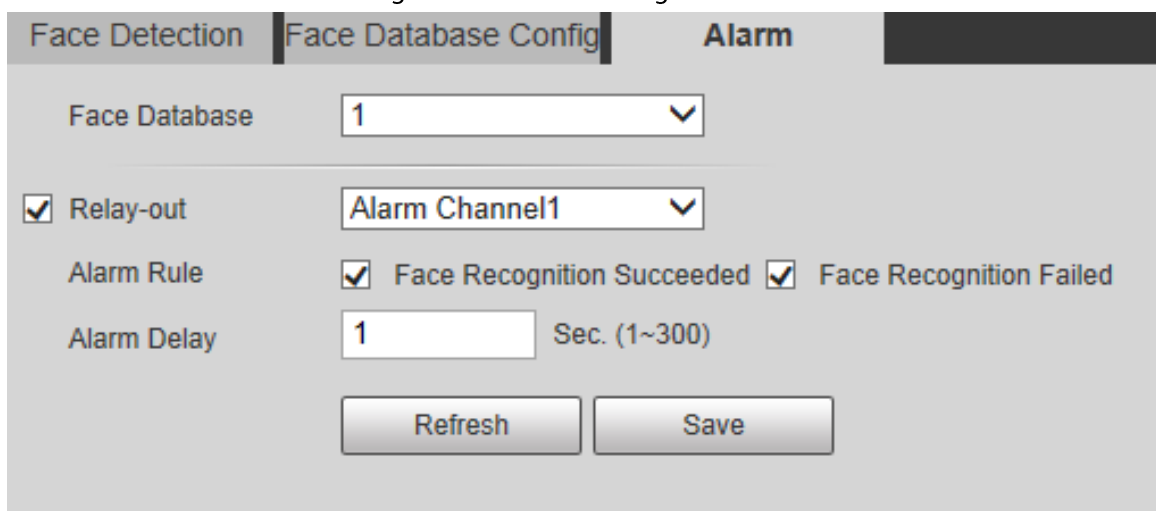 Face Detection Face Database Config Alarm
Face Database 1
Relay-out Alarm Channel1
Alarm Rule Face Recognition Succeeded Face Recognition Failed
Alarm Delay 1 Sec. (1~300)
Refresh Save